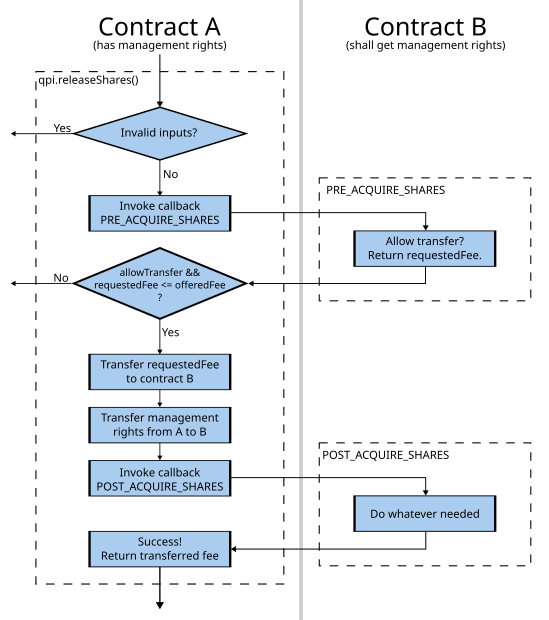 Contract A
(has management rights)
Contract B
(shall get management rights)
qpi.releaseShares()
Invalid inputs?
Yes
No
Invoke callback
PRE_ACQUIRE_SHARES
PRE_ACQUIRE_SHARES
Allow transfer?
Return requestedFee.
allowTransfer &&
requestedFee <= offeredFee
?
No
Yes
Transfer requestedFee
to contract B
Transfer management
rights from A to B
Invoke callback
POST_ACQUIRE_SHARES
POST_ACQUIRE_SHARES
Do whatever needed
Success!
Return transferred fee